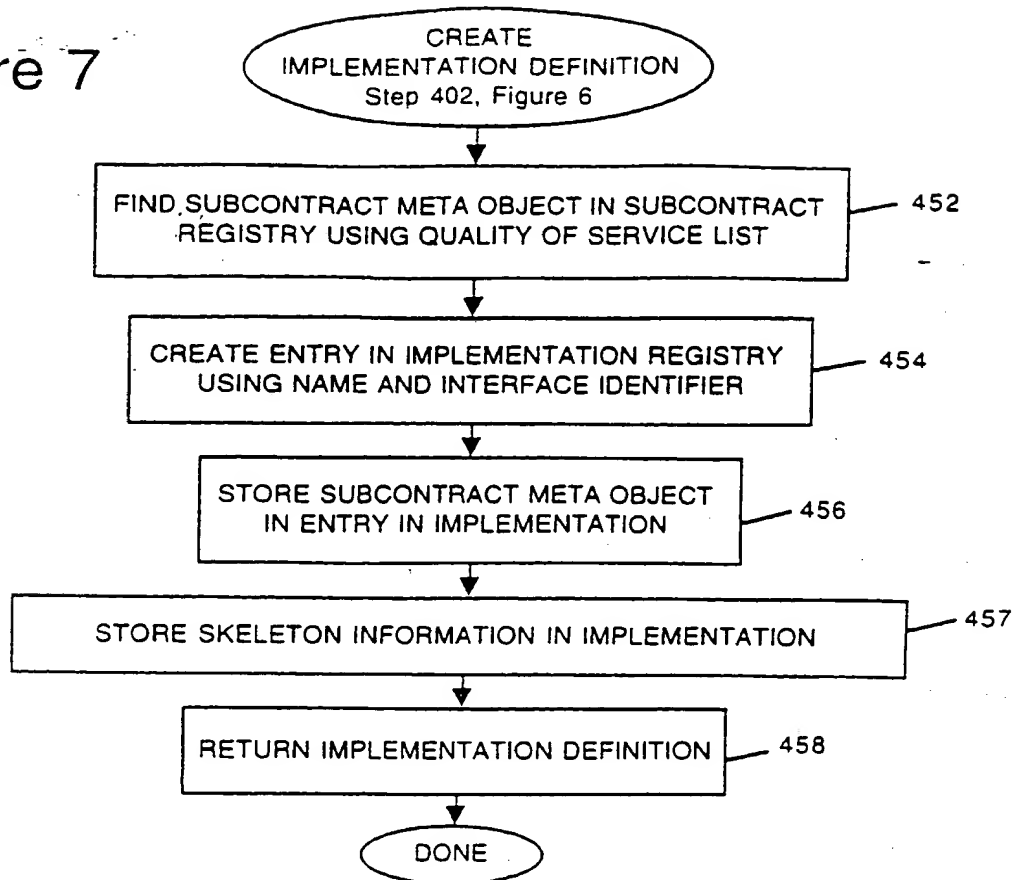 re 7
CREATE
IMPLEMENTATION DEFINITION
Step 402, Figure 6
FIND SUBCONTRACT META OBJECT IN SUBCONTRACT
REGISTRY USING QUALITY OF SERVICE LIST
452
CREATE ENTRY IN IMPLEMENTATION REGISTRY
USING NAME AND INTERFACE IDENTIFIER
454
STORE SUBCONTRACT META OBJECT
IN ENTRY IN IMPLEMENTATION
456
STORE SKELETON INFORMATION IN IMPLEMENTATION
457
RETURN IMPLEMENTATION DEFINITION
458
DONE